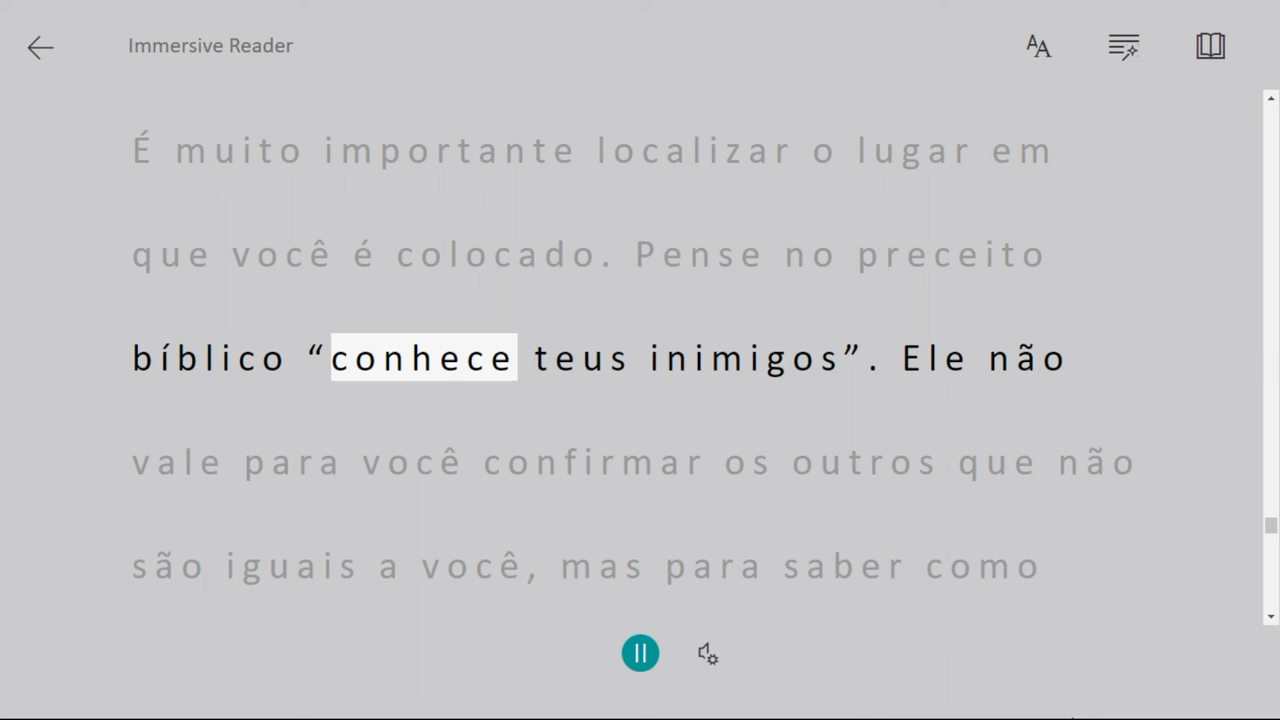 Immersive Reader
É muito importante localizar o lugar em
que você é colocado. Pense no preceito
bíblico “conhece teus inimigos”. Ele não
vale para você confirmar os outros que não
são iguais a você, mas para saber como